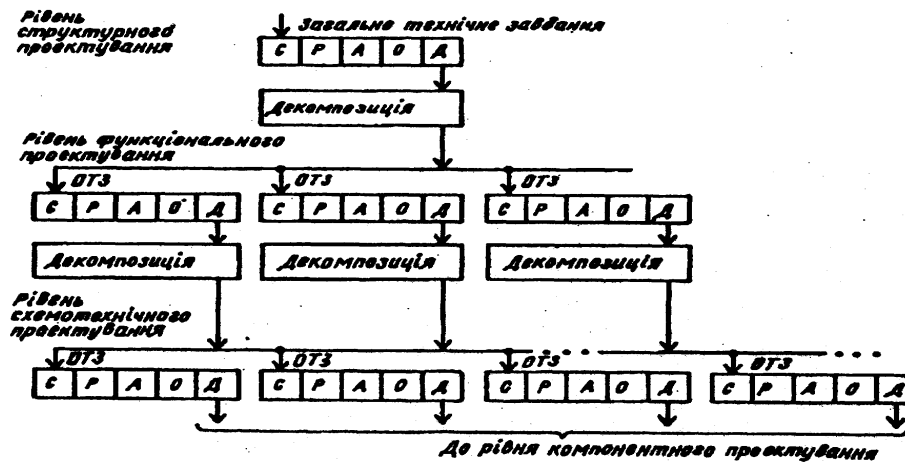 Рівень
структурного
проектування
Загальне технічне завдання
С Р А О Д
Декомпозиція
Рівень функціонального
проектування
ОТЗ ОТЗ ОТЗ
С Р А О Д С Р А О Д С Р А О Д
Декомпозиція Декомпозиція Декомпозиція
Рівень
схемотехнічного
проектування
ОТЗ ОТЗ ОТЗ ОТЗ
С Р А О Д С Р А О Д С Р А О Д С Р А О Д
До рівня компонентного проектування